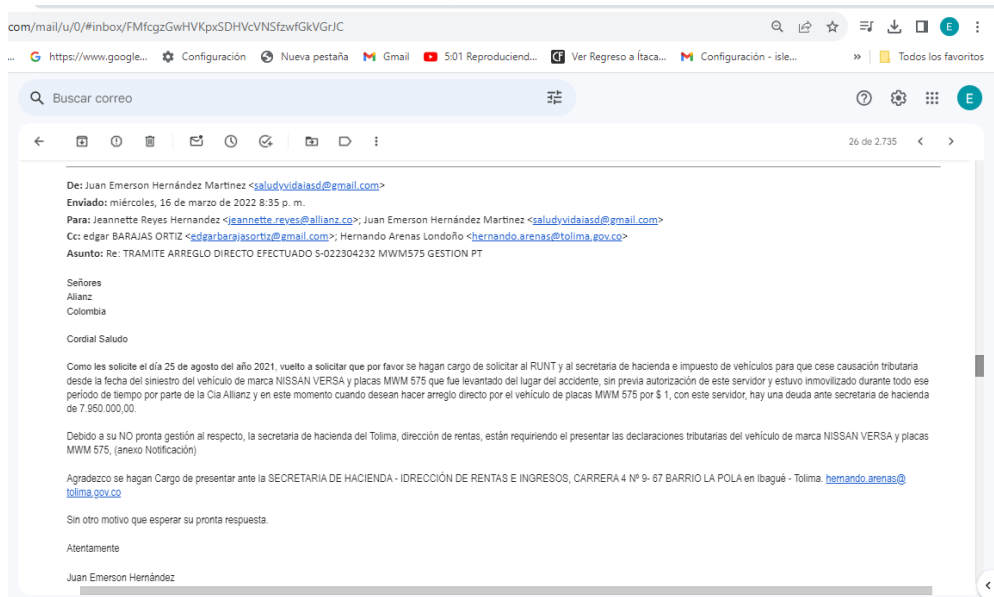 com/mail/u/0/#inbox/FMfcgzGwHVKpxSDHVcVNSfzwfGkVGrJC
E
... G https://www.google... Configuración Nueva pestaña Gmail 5:01 Reproduciend... CF Ver Regreso a Ítaca... Configuración - isle... » Todos los favoritos
Buscar correo
E
26 de 2.735
De: Juan Emerson Hernández Martinez <saludyvidaiasd@gmail.com>
Enviado: miércoles, 16 de marzo de 2022 8:35 p. m.
Para: Jeannette Reyes Hernandez <jeannette.reyes@allianz.co>; Juan Emerson Hernández Martinez <saludyvidaiasd@gmail.com>
Cc: edgar BARAJAS ORTIZ <edgarbarajasortiz@gmail.com>; Hernando Arenas Londoño <hernando.arenas@tolima.gov.co>
Asunto: Re: TRAMITE ARREGLO DIRECTO EFECTUADO S-022304232 MWM575 GESTION PT
Señores
Alianz
Colombia
Cordial Saludo
Como les solicite el día 25 de agosto del año 2021, vuelto a solicitar que por favor se hagan cargo de solicitar al RUNT y al secretaria de hacienda e impuesto de vehículos para que cese causación tributaria
desde la fecha del siniestro del vehículo de marca NISSAN VERSA y placas MWM 575 que fue levantado del lugar del accidente, sin previa autorización de este servidor y estuvo inmovilizado durante todo ese
período de tiempo por parte de la Cia Allianz y en este momento cuando desean hacer arreglo directo por el vehículo de placas MWM 575 por $ 1, con este servidor, hay una deuda ante secretaria de hacienda
de 7.950.000,00.
Debido a su NO pronta gestión al respecto, la secretaria de hacienda del Tolima, dirección de rentas, están requiriendo el presentar las declaraciones tributarias del vehículo de marca NISSAN VERSA y placas
MWM 575, (anexo Notificación)
Agradezco se hagan Cargo de presentar ante la SECRETARIA DE HACIENDA - IDRECCIÓN DE RENTAS E INGRESOS, CARRERA 4 Nº 9- 67 BARRIO LA POLA en Ibagué - Tolima. hernando.arenas@
tolima.gov.co
Sin otro motivo que esperar su pronta respuesta.
Atentamente
Juan Emerson Hernández